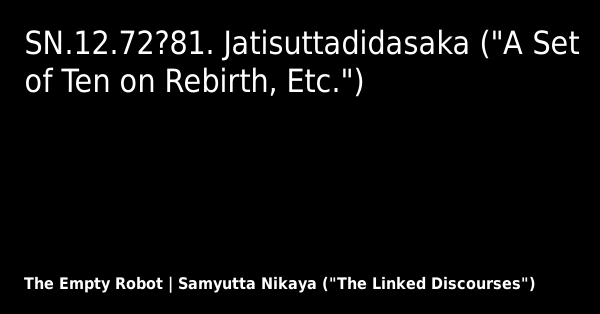 SN.12.72?81. Jatisuttadidasaka ("A Set
of Ten on Rebirth, Etc.")
The Empty Robot | Samyutta Nikaya ("The Linked Discourses")